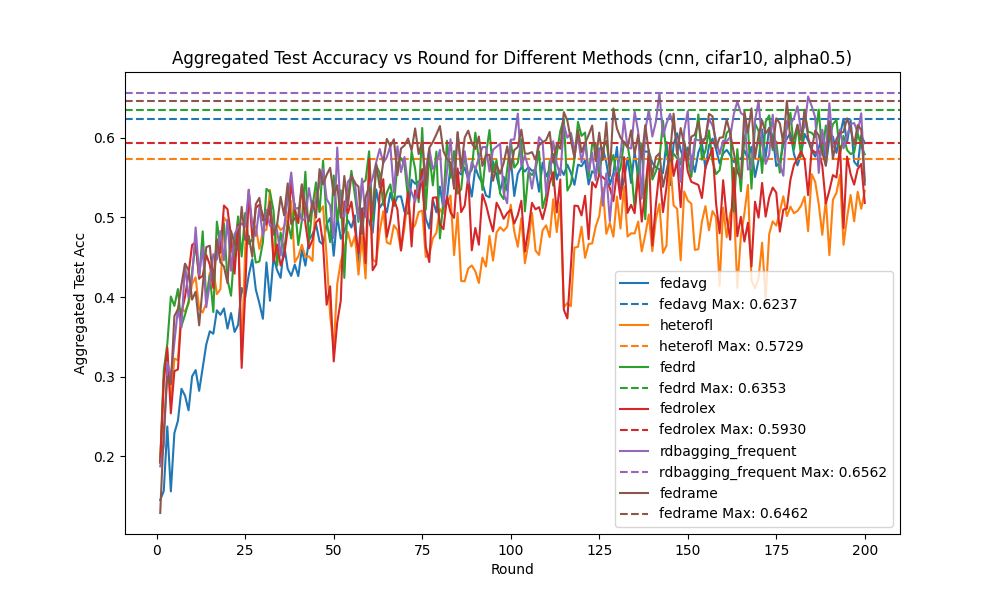 Aggregated Test Accuracy vs Round for Different Methods (cnn, cifar10, alpha0.5)
Aggregated Test Acc
0.6
0.5
0.4
0.3
0.2
fedavg
fedavg Max: 0.6237
heterofl
heterofl Max: 0.5729
fedrd
fedrd Max: 0.6353
fedrolex
fedrolex Max: 0.5930
rdbagging_frequent
rdbagging_frequent Max: 0.6562
fedrame
fedrame Max: 0.6462
0 25 50 75 100 125 150 175 200
Round